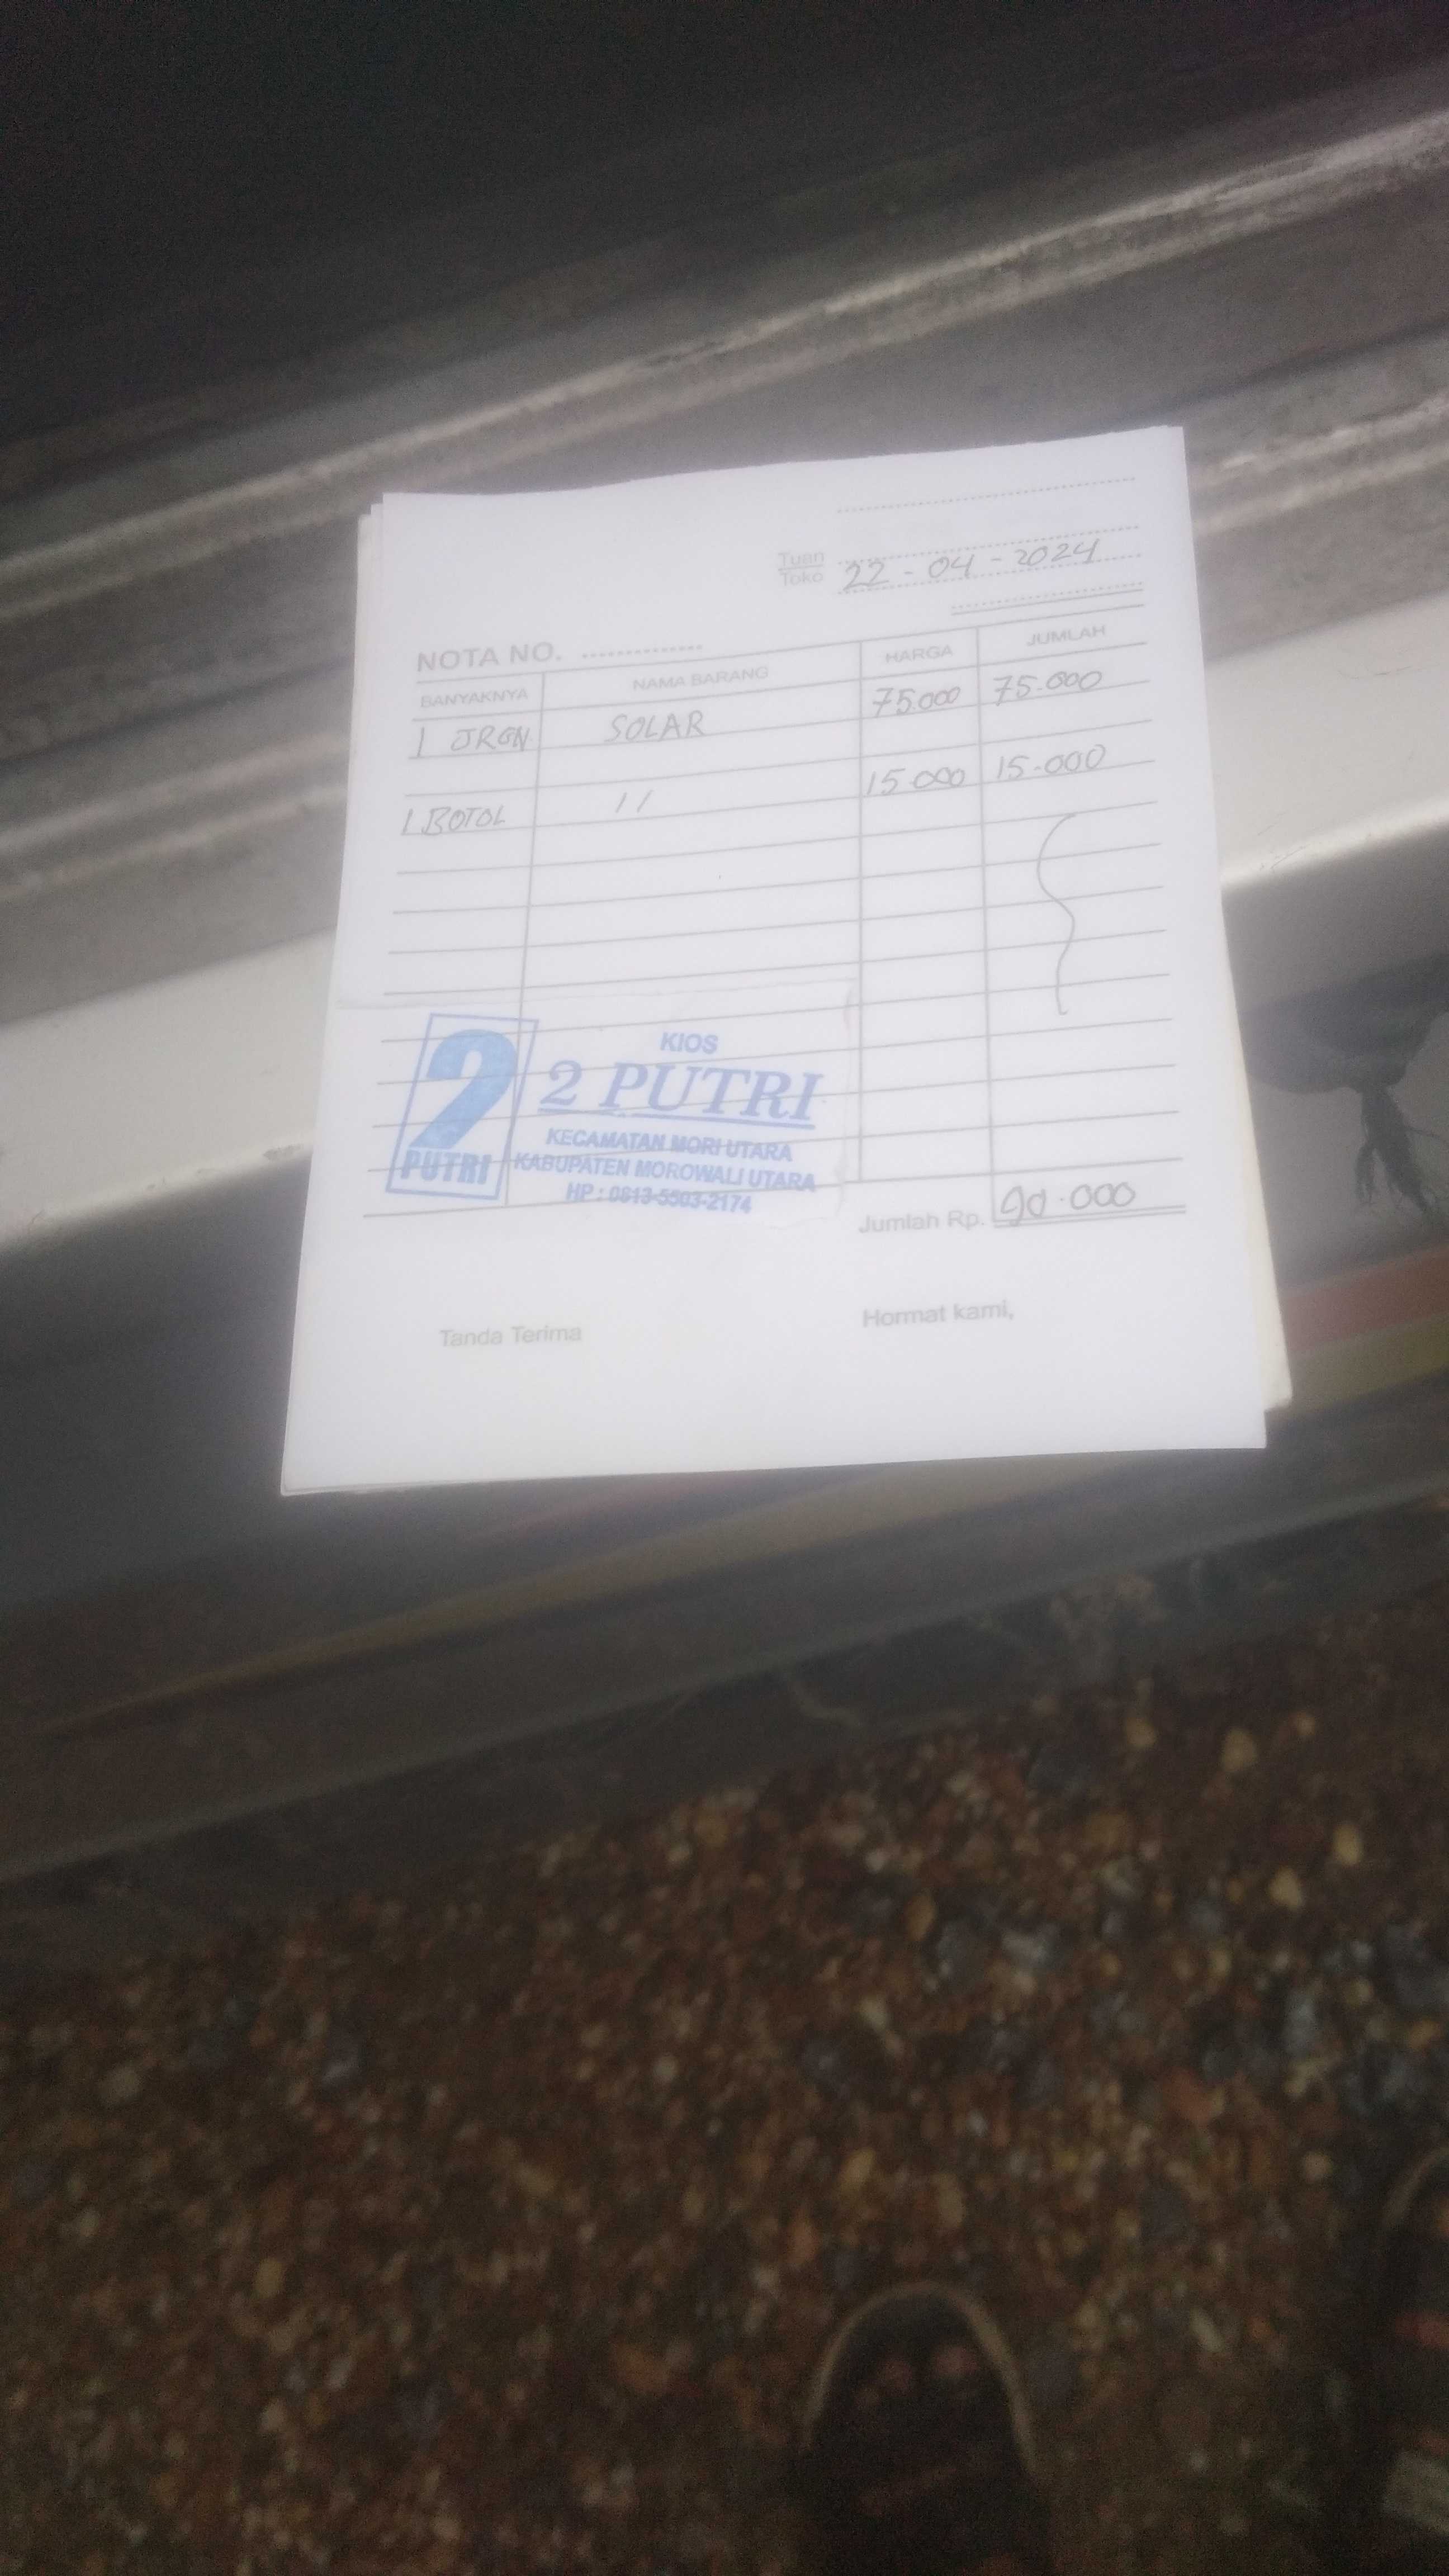 Tuan
Toko 22 - 04 - 2024
NOTA NO. ...............
BANYAKNYA NAMA BARANG HARGA JUMLAH
1 JRGN SOLAR 75.000 75.000
1 BOTOL 11 15.000 15.000
2
PUTRI
KIOS
2 PUTRI
KECAMATAN MORI UTARA
KABUPATEN MOROWALI UTARA
HP : 0813-5503-2174
Jumlah Rp. 90.000
Tanda Terima Hormat kami,